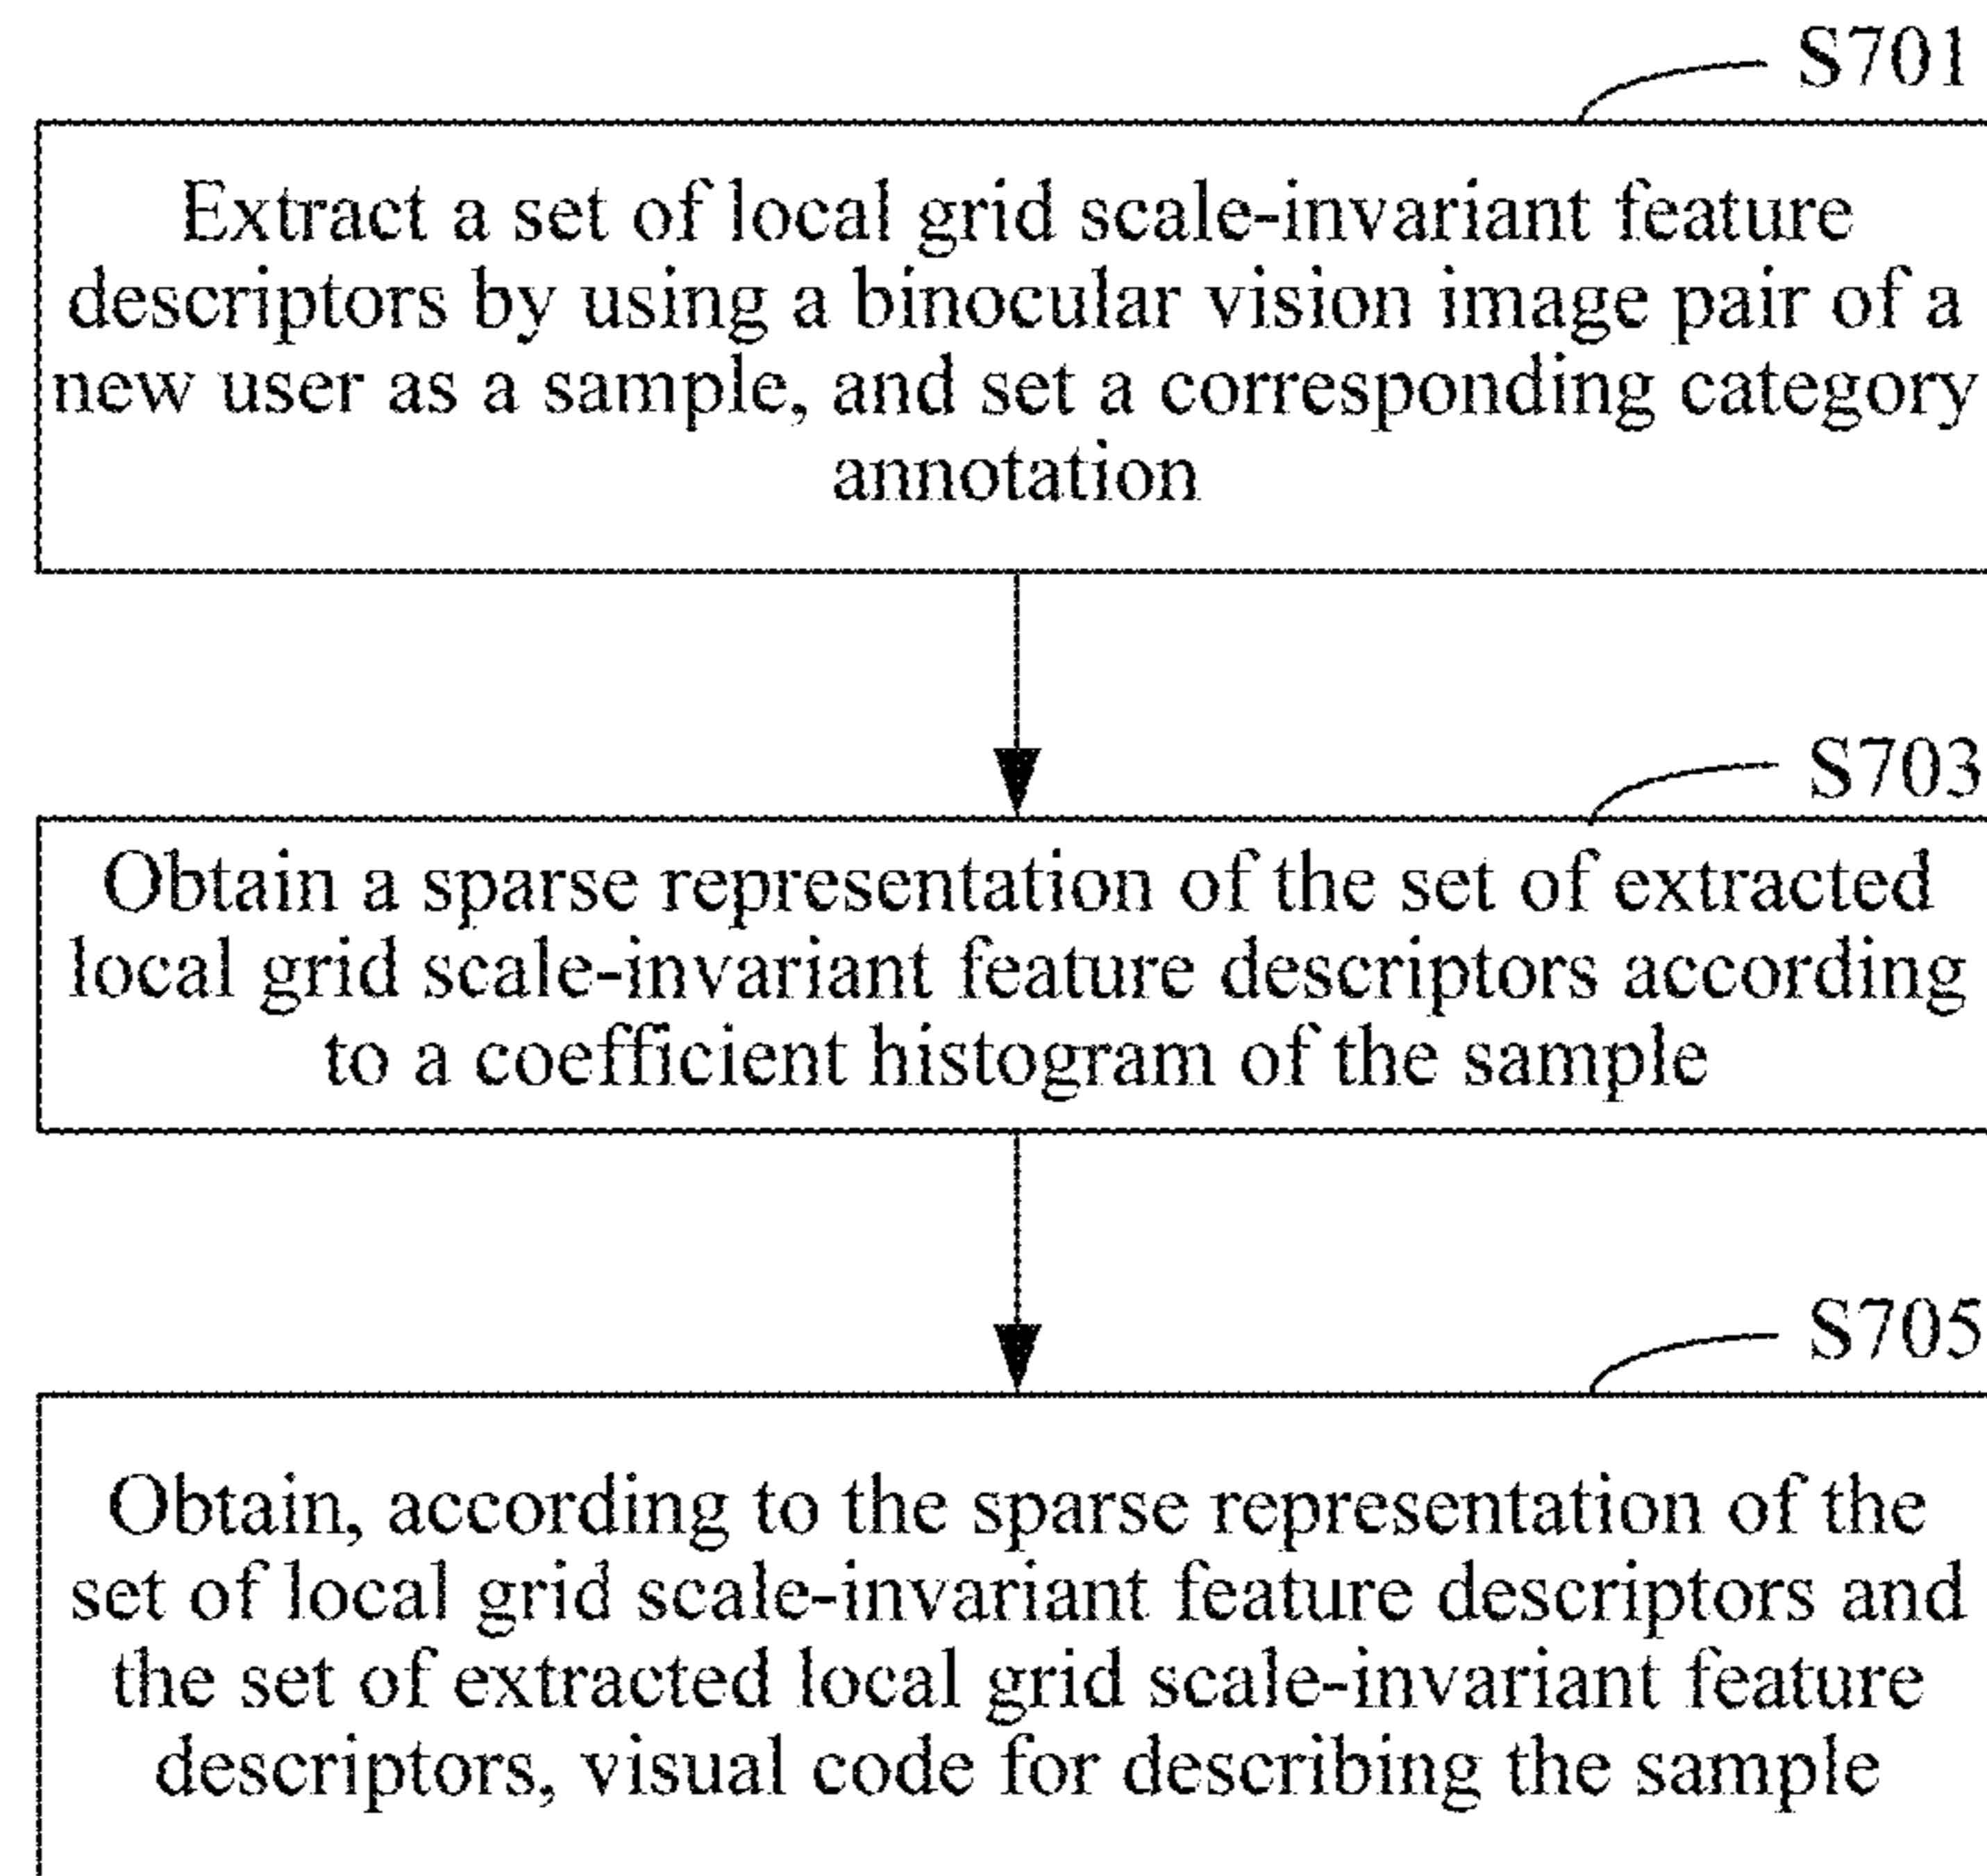 S701
Extract a set of local grid scale-invariant feature
descriptors by using a binocular vision image pair of a
new user as a sample, and set a corresponding category
annotation
S703
Obtain a sparse representation of the set of extracted
local grid scale-invariant feature descriptors according
to a coefficient histogram of the sample
S705
Obtain, according to the sparse representation of the
set of local grid scale-invariant feature descriptors and
the set of extracted local grid scale-invariant feature
descriptors, visual code for describing the sample